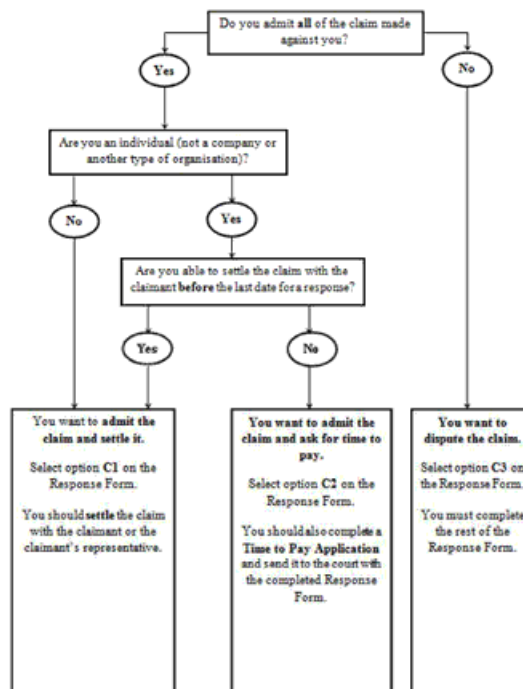 Do you admit all of the claim made
against you?
Yes
No
Are you an individual (not a company or
another type of organisation)?
No
Yes
Are you able to settle the claim with the
claimant before the last date for a response?
Yes
No
You want to admit the
claim and settle it.
Select option C1 on the
Response Form.
You should settle the claim
with the claimant or the
claimant's representative.
You want to admit the
claim and ask for time to
pay.
Select option C2 on the
Response Form.
You should also complete a
Time to Pay Application
and send it to the court with
the completed Response
Form.
You want to
dispute the claim.
Select option C3 on
the Response Form.
You must complete
the rest of the
Response Form.